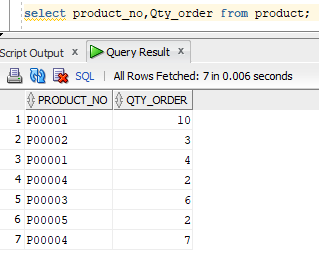 select product_no,Qty_order from product;
Script Output × Query Result ×
SQL | All Rows Fetched: 7 in 0.006 seconds
PRODUCT_NO QTY_ORDER
1 P00001 10
2 P00002 3
3 P00001 4
4 P00004 2
5 P00003 6
6 P00005 2
7 P00004 7